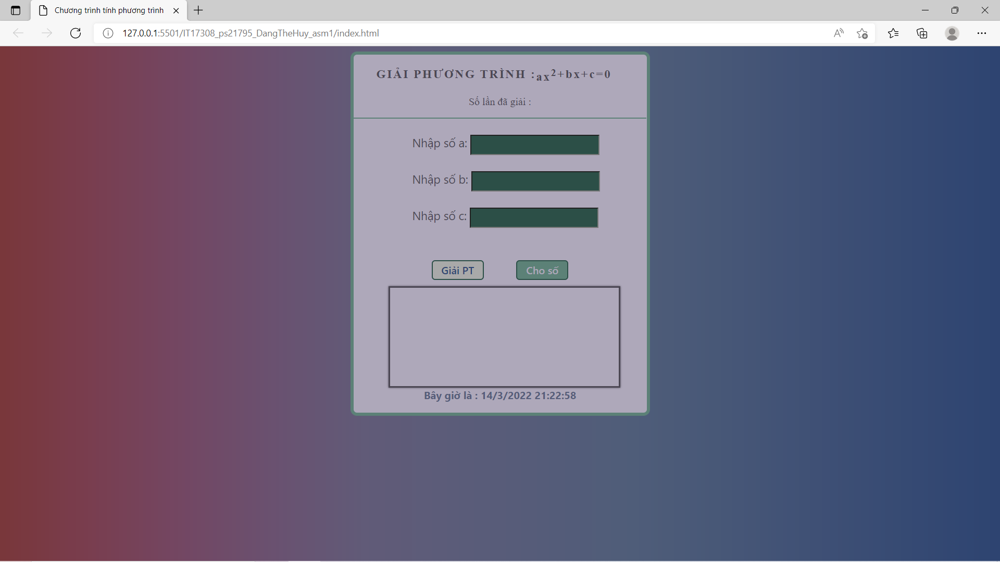 Chương trình tính phương trình
127.0.0.1:5501/IT17308_ps21795_DangTheHuy_asm1/index.html
GIẢI PHƯƠNG TRÌNH :ax²+bx+c=0
Số lần đã giải :
Nhập số a:
Nhập số b:
Nhập số c:
Giải PT Cho số
Bây giờ là : 14/3/2022 21:22:58